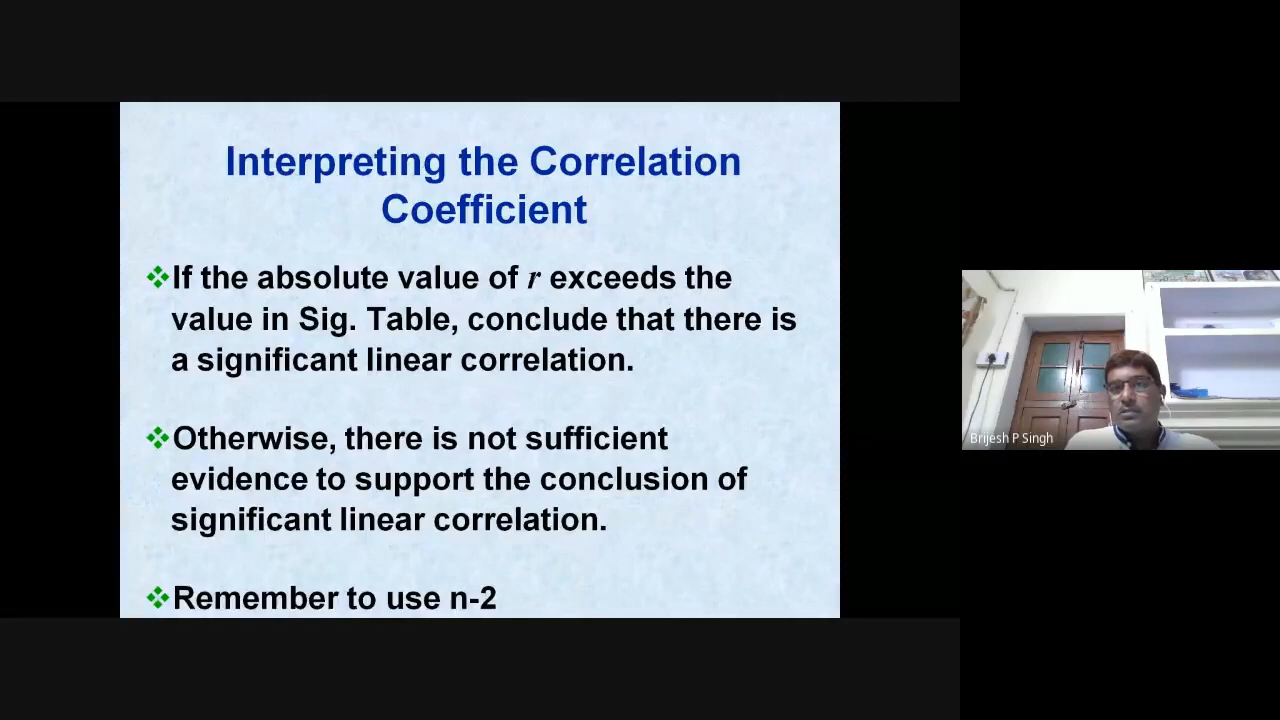 Interpreting the Correlation
Coefficient
If the absolute value of r exceeds the
value in Sig. Table, conclude that there is
a significant linear correlation.
Otherwise, there is not sufficient
evidence to support the conclusion of
significant linear correlation.
Remember to use n-2
Brijesh P Singh